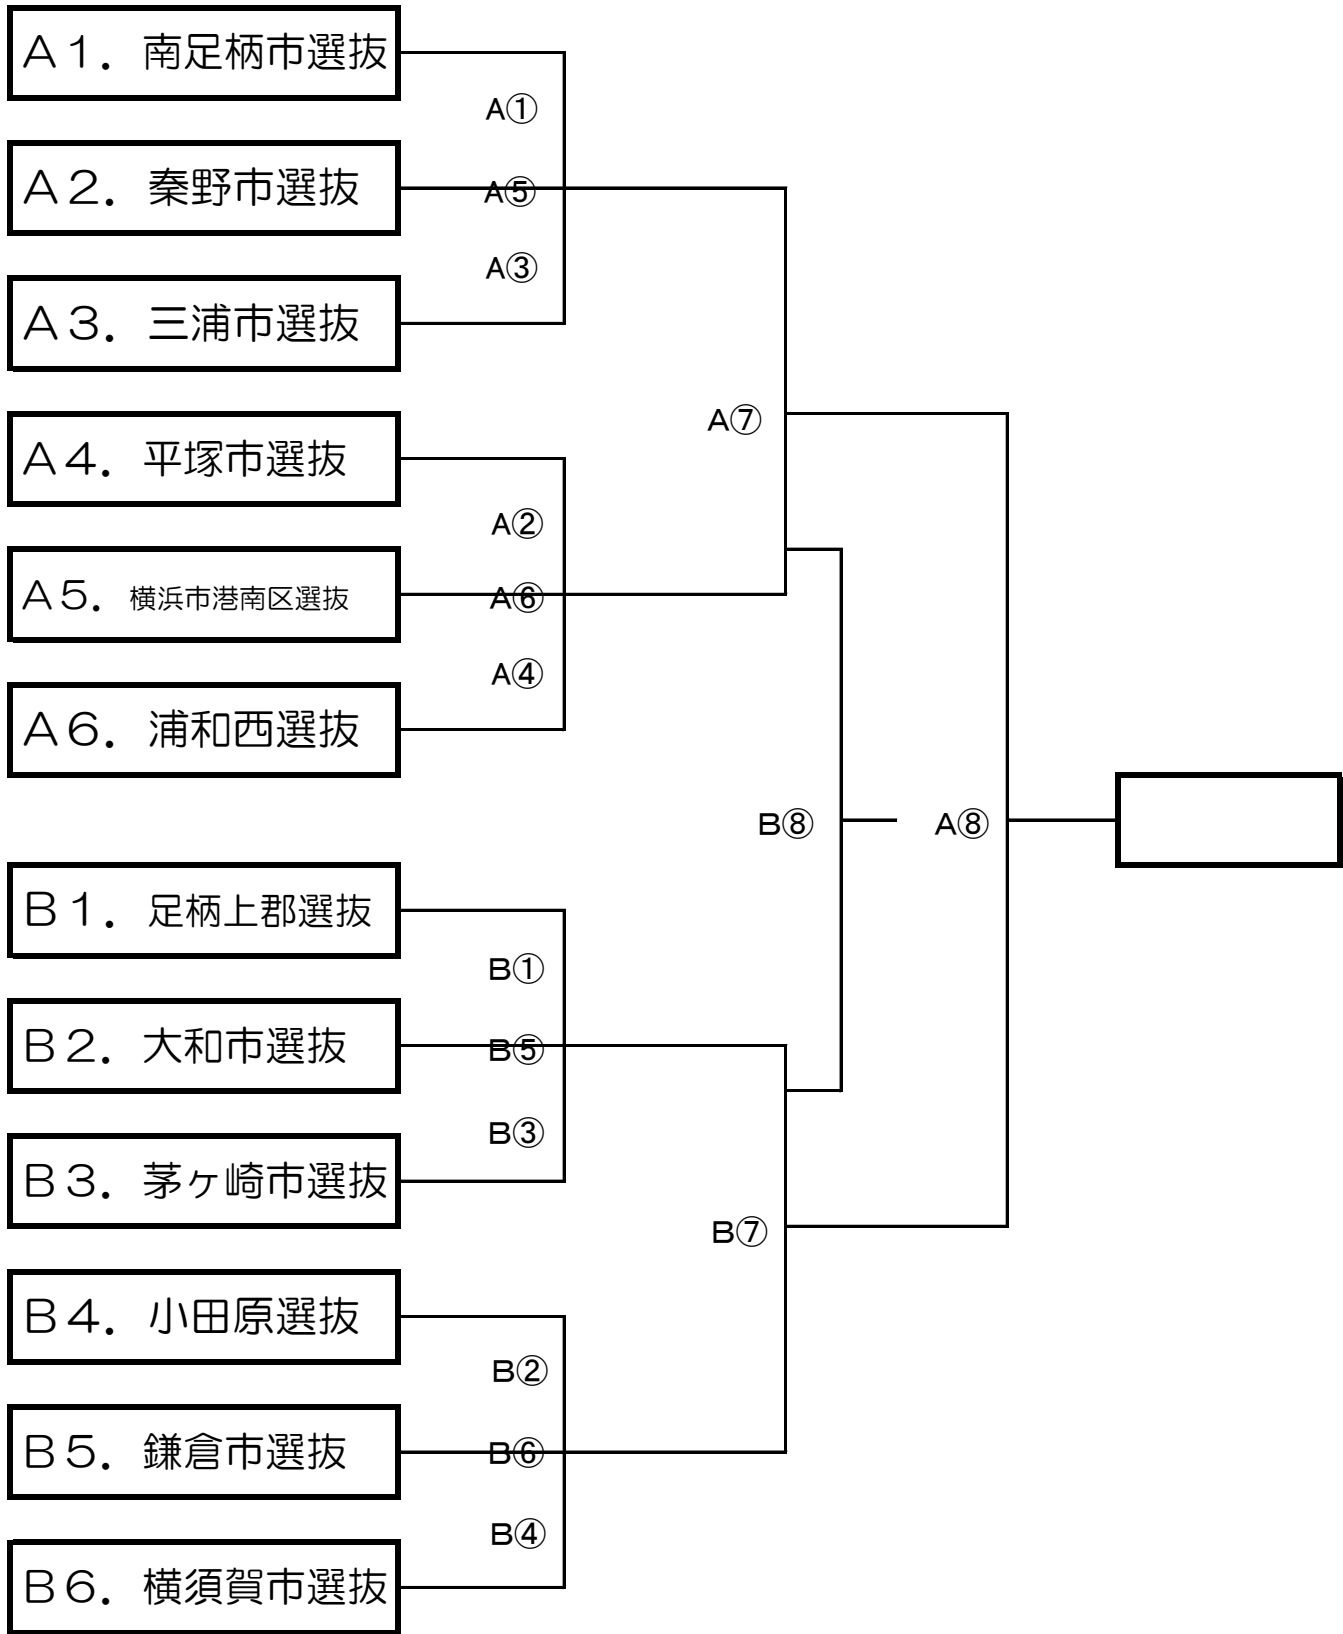 A1．南足柄市選抜
A①
A2．秦野市選抜
A⑤
A③
A3．三浦市選抜
A⑦
A4．平塚市選抜
A②
A5．横浜市港南区選抜
A⑥
A④
A6．浦和西選抜
B⑧
A⑧
B1．足柄上郡選抜
B①
B2．大和市選抜
B⑤
B③
B3．茅ヶ崎市選抜
B⑦
B4．小田原選抜
B②
B5．鎌倉市選抜
B⑥
B④
B6．横須賀市選抜